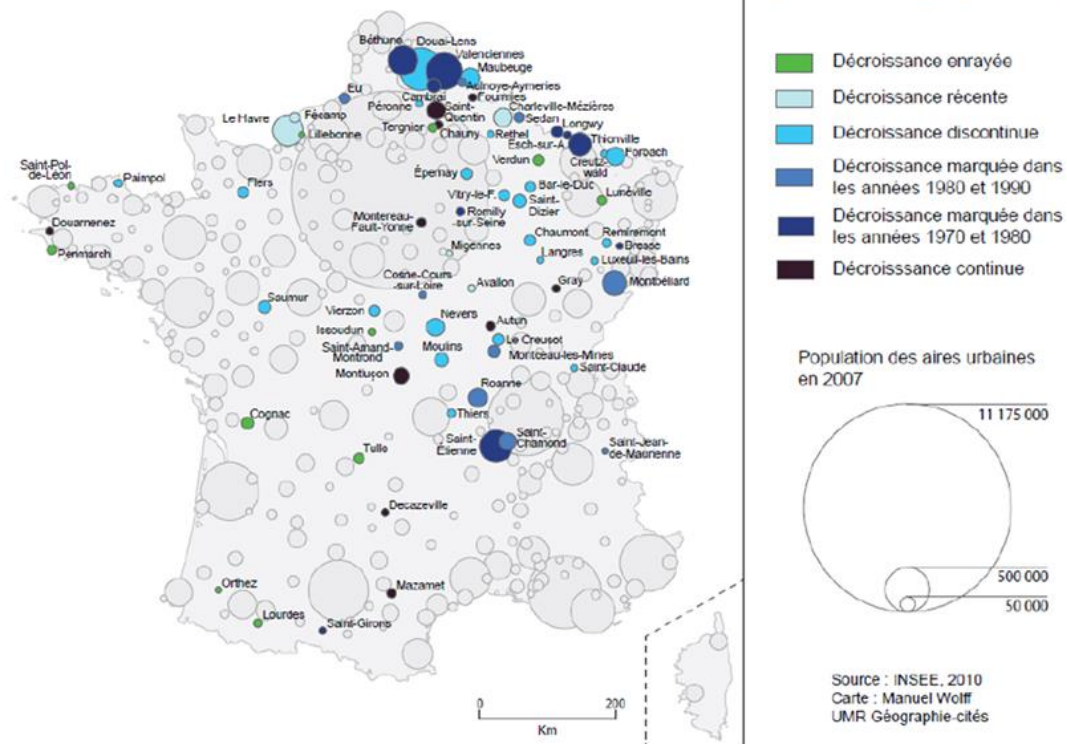 Béthune
Douai-Lens
Valenciennes
Maubeuge
Aulnoye-Aymeries
Fourmies
Cambrai
Péronne
Eu
Saint-
Quentin
Charleville-Mézières
Sedan
Le Havre
Fécamp
Lillebonne
Tergnier
Chauny
Rethel
Longwy
Esch-sur-A.
Thionville
Forbach
Creutz-
wald
Verdun
Saint-Pol-
de-Léon
Paimpol
Flers
Épernay
Bar-le-Duc
Lunéville
Vitry-le-F.
Saint-
Dizier
Douarnenez
Penmarch
Montereau-
Fault-Yonne
Romilly
-sur-Seine
Chaumont
Remiremont
Bresse
Migennes
Langres
Luxeuil-les-Bains
Cosne-Cours
-sur-Loire
Avallon
Gray
Montbéliard
Saumur
Vierzon
Nevers
Autun
Issoudun
Le Creusot
Saint-Amand-
Montrond
Moulins
Montceau-les-Mines
Montluçon
Saint-Claude
Roanne
Cognac
Thiers
Saint-
Étienne
Saint-
Chamond
Saint-Jean-
de-Maurienne
Tulle
Decazeville
Orthez
Mazamet
Lourdes
Saint-Girons
0 200
Km
Décroissance enrayée
Décroissance récente
Décroissance discontinue
Décroissance marquée dans
les années 1980 et 1990
Décroissance marquée dans
les années 1970 et 1980
Décroisssance continue
Population des aires urbaines
en 2007
11 175 000
500 000
50 000
Source : INSEE, 2010
Carte : Manuel Wolff
UMR Géographie-cités